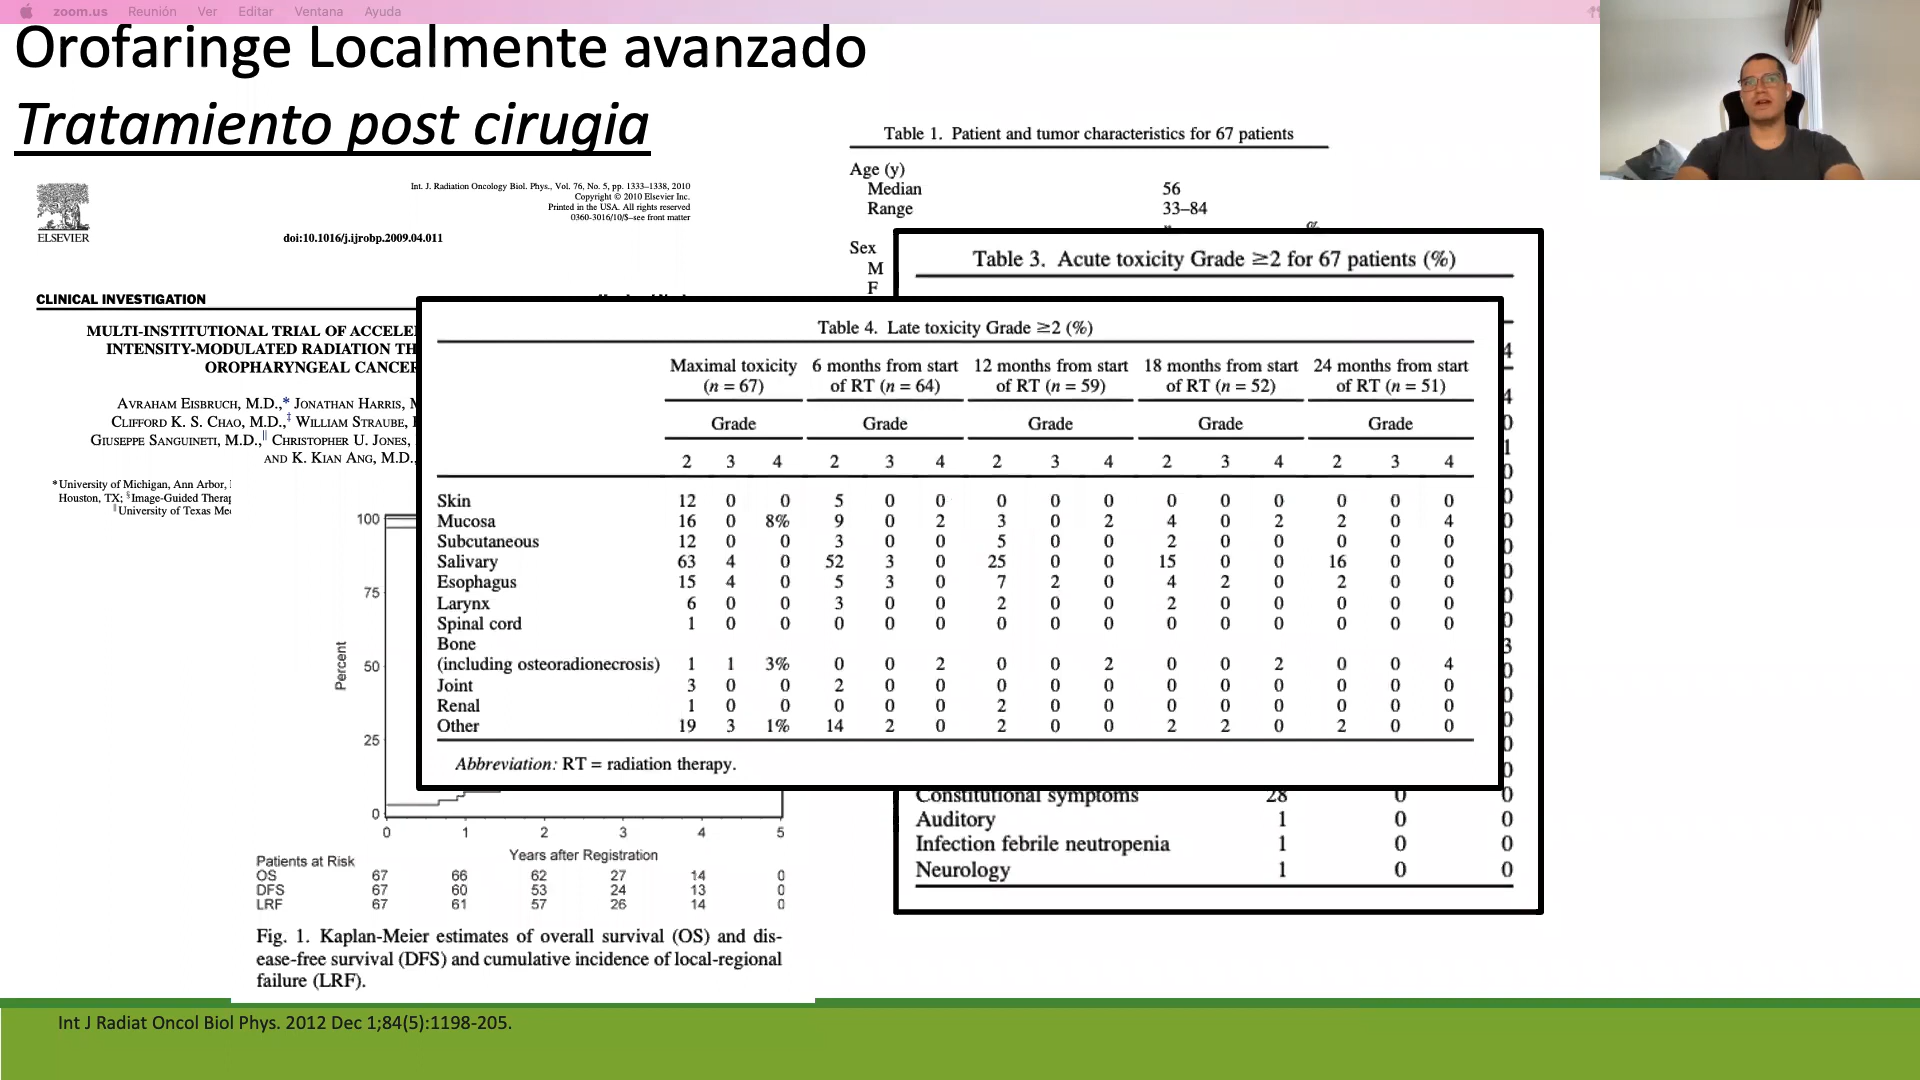 zoom.us Reunión Ver Editar Ventana Ayuda
Orofaringe Localmente avanzado
Tratamiento post cirugia
ELSEVIER
Int. J. Radiation Oncology Biol. Phys., Vol. 76, No. 5, pp. 1333–1338, 2010
Copyright © 2010 Elsevier Inc.
Printed in the USA. All rights reserved
0360-3016/10/$–see front matter
doi:10.1016/j.ijrobp.2009.04.011
CLINICAL INVESTIGATION
MULTI-INSTITUTIONAL TRIAL OF
INTENSITY-MODULATED RADIATION
OROPHARYNGEAL
AVRAHAM EISBRUCH, M.D.,* JONATHAN HARRIS,
CLIFFORD K. S. CHAO, M.D.,‡ WILLIAM STRAUBE,
GIUSEPPE SANGUINETI, M.D.,‖ CHRISTOPHER U. JONES,
AND K. KIAN ANG, M.D.,
*University of Michigan, Ann Arbor,
Houston, TX; §Image-Guided
‖University of Texas
Table 1. Patient and tumor characteristics for 67 patients
Age (y)
Median 56
Range 33–84
%
Sex
M
F
Table 3. Acute toxicity Grade ≥2 for 67 patients (%)
Table 4. Late toxicity Grade ≥2 (%)
Maximal toxicity 6 months from start 12 months from start 18 months from start 24 months from start
(n = 67) of RT (n = 64) of RT (n = 59) of RT (n = 52) of RT (n = 51)
Grade Grade Grade Grade Grade
2 3 4 2 3 4 2 3 4 2 3 4 2 3 4
Skin 12 0 0 5 0 0 0 0 0 0 0 0 0 0 0
Mucosa 16 0 8% 9 0 2 3 0 2 4 0 2 2 0 4
Subcutaneous 12 0 0 3 0 0 5 0 0 2 0 0 0 0 0
Salivary 63 4 0 52 3 0 25 0 0 15 0 0 16 0 0
Esophagus 15 4 0 5 3 0 7 2 0 4 2 0 2 0 0
Larynx 6 0 0 3 0 0 2 0 0 2 0 0 0 0 0
Spinal cord 1 0 0 0 0 0 0 0 0 0 0 0 0 0 0
Bone
(including osteoradionecrosis) 1 1 3% 0 0 2 0 0 2 0 0 2 0 0 4
Joint 3 0 0 2 0 0 0 0 0 0 0 0 0 0 0
Renal 1 0 0 0 0 0 2 0 0 0 0 0 0 0 0
Other 19 3 1% 14 2 0 2 0 0 2 2 0 2 0 0
Abbreviation: RT = radiation therapy.
Constitutional symptoms 28 0 0
Auditory 1 0 0
Infection febrile neutropenia 1 0 0
Neurology 1 0 0
100
75
50
25
0
Percent
0 1 2 3 4 5
Years after Registration
Patients at Risk
OS 67 66 62 27 14 0
DFS 67 60 53 24 13 0
LRF 67 61 57 26 14 0
Fig. 1. Kaplan-Meier estimates of overall survival (OS) and dis-
ease-free survival (DFS) and cumulative incidence of local-regional
failure (LRF).
Int J Radiat Oncol Biol Phys. 2012 Dec 1;84(5):1198-205.